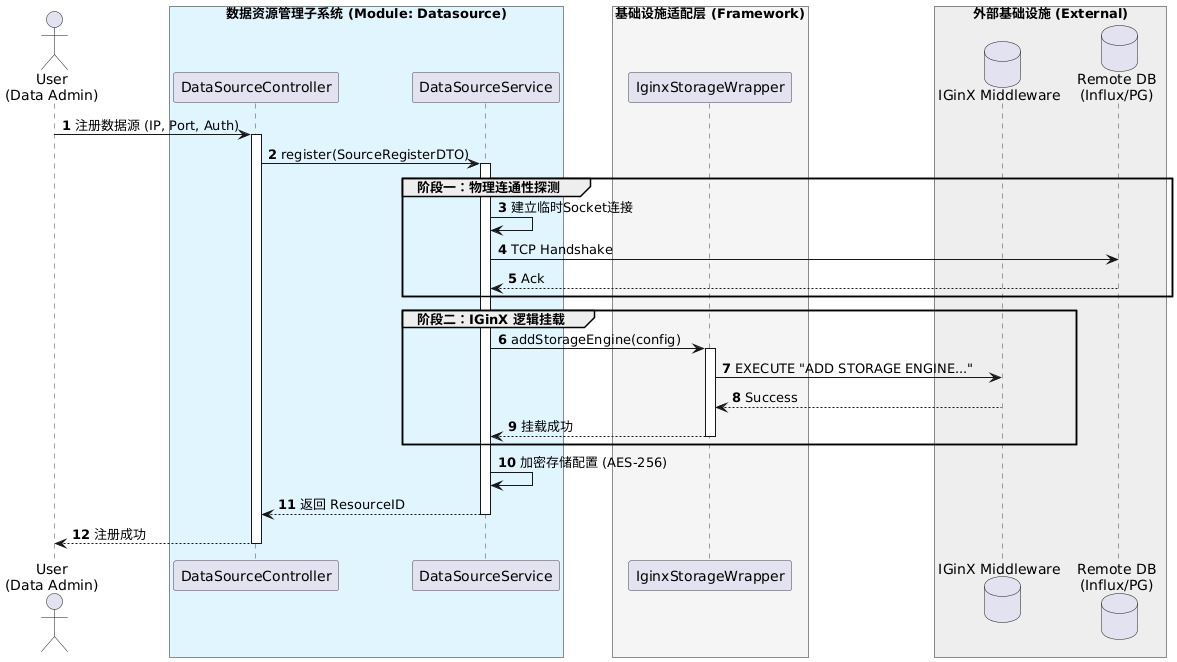 数据资源管理子系统 (Module: Datasource)
基础设施适配层 (Framework)
外部基础设施 (External)
User
(Data Admin)
DataSourceController
DataSourceService
IginxStorageWrapper
IGinX Middleware
Remote DB
(Influx/PG)
1 注册数据源 (IP, Port, Auth)
2 register(SourceRegisterDTO)
阶段一：物理连通性探测
3 建立临时Socket连接
4 TCP Handshake
5 Ack
阶段二：IGinX 逻辑挂载
6 addStorageEngine(config)
7 EXECUTE "ADD STORAGE ENGINE..."
8 Success
9 挂载成功
10 加密存储配置 (AES-256)
11 返回 ResourceID
12 注册成功
User
(Data Admin)
DataSourceController
DataSourceService
IginxStorageWrapper
IGinX Middleware
Remote DB
(Influx/PG)